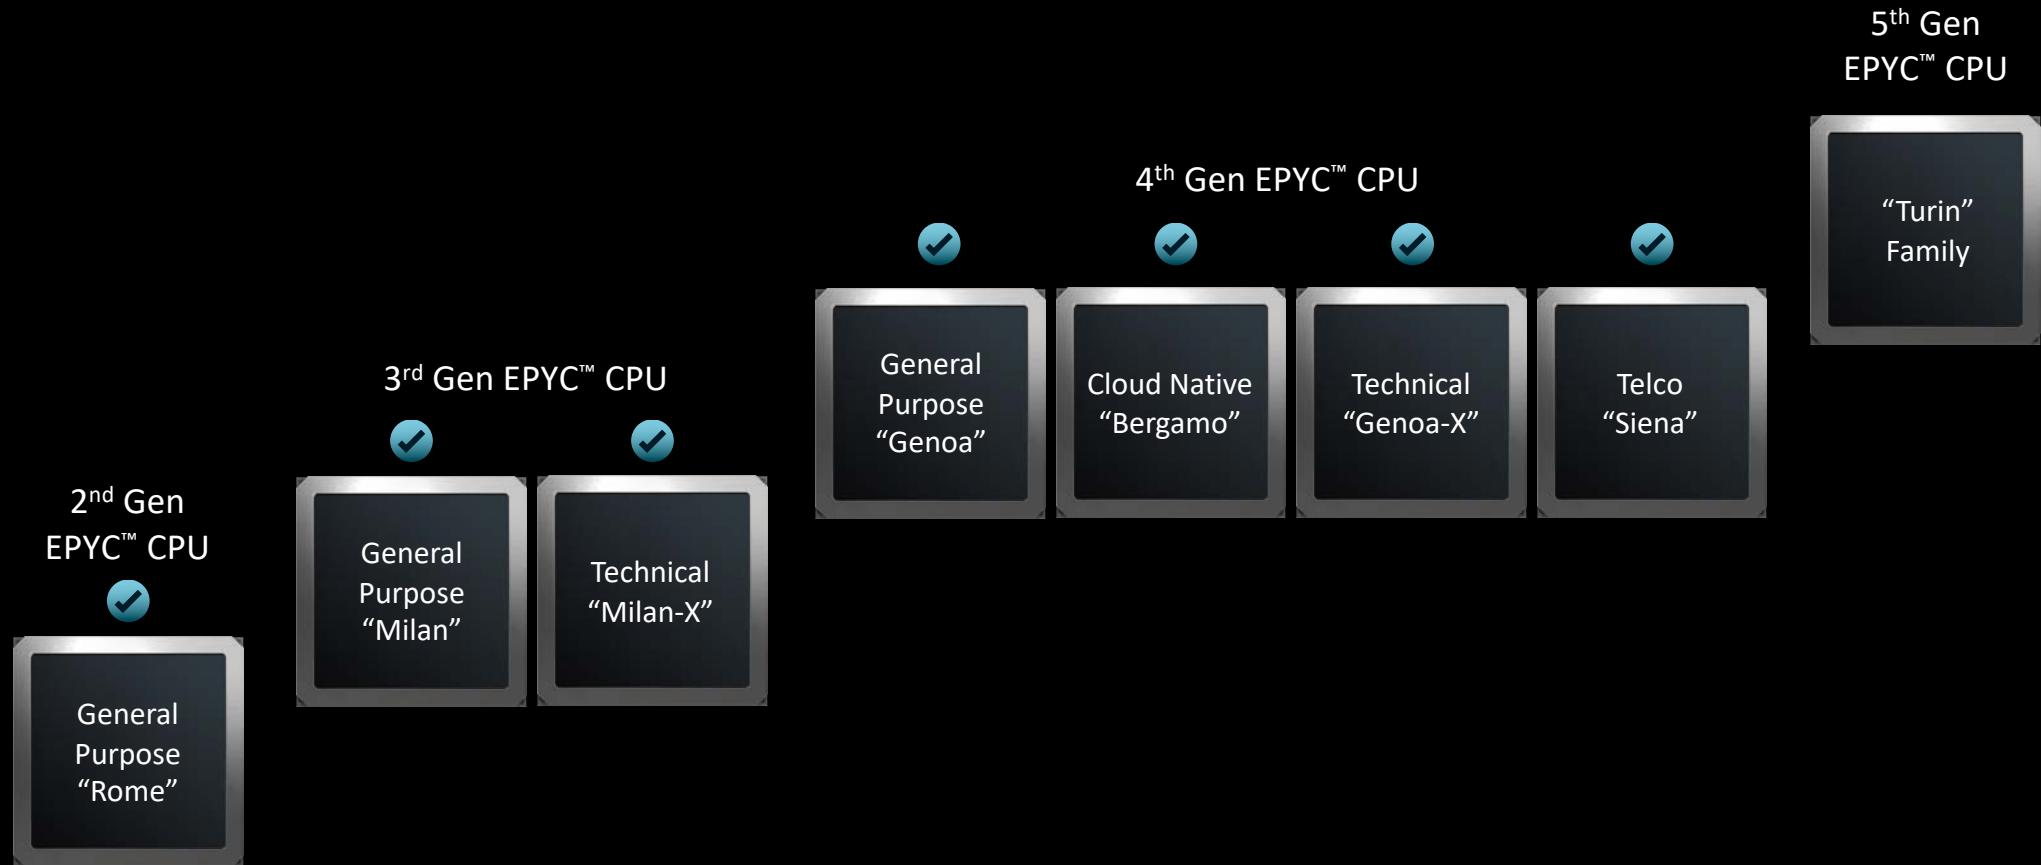 2nd Gen
EPYC™ CPU
General
Purpose
“Rome”
3rd Gen EPYC™ CPU
General
Purpose
“Milan”
Technical
“Milan-X”
4th Gen EPYC™ CPU
General
Purpose
“Genoa”
Cloud Native
“Bergamo”
Technical
“Genoa-X”
Telco
“Siena”
5th Gen
EPYC™ CPU
“Turin”
Family